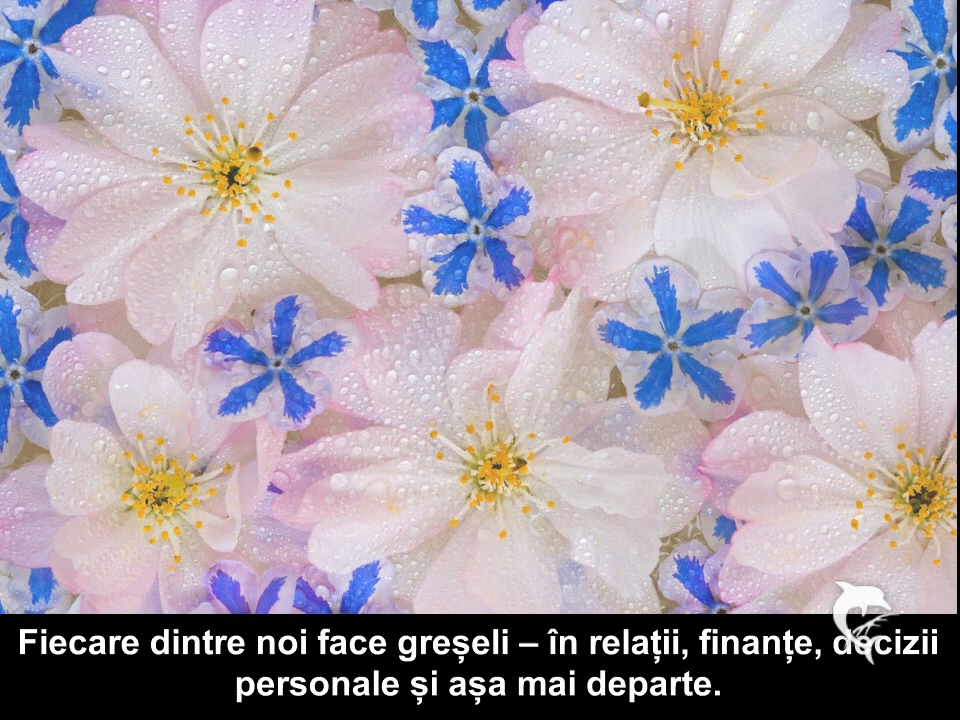 Fiecare dintre noi face greșeli – în relații, finanțe, decizii
personale și așa mai departe.